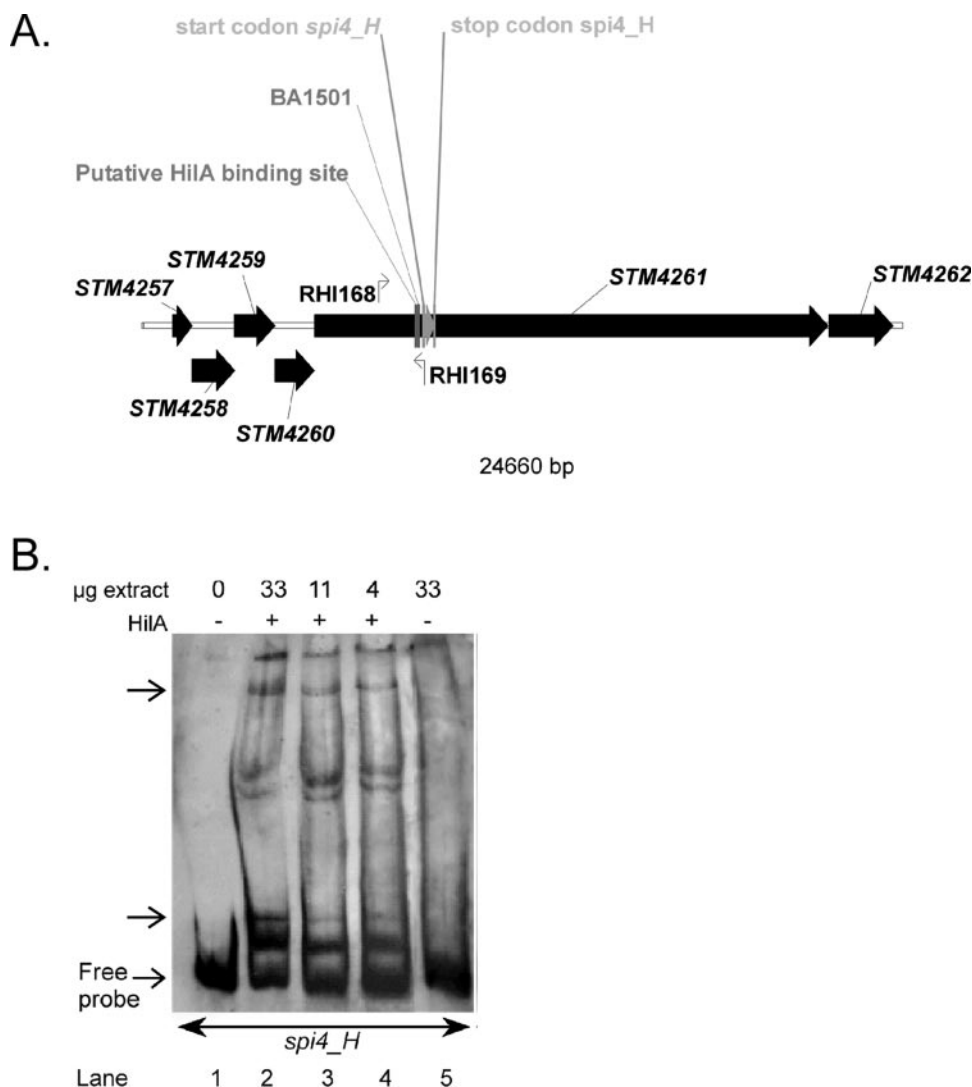 A.
start codon spi4_H stop codon spi4_H
BA1501
Putative HilA binding site
STM4259
STM4257
RHI168
STM4261
STM4262
RHI169
STM4258
STM4260
24660 bp
B.
µg extract 0 33 11 4 33
HilA - + + + -
Free
probe
spi4_H
Lane 1 2 3 4 5